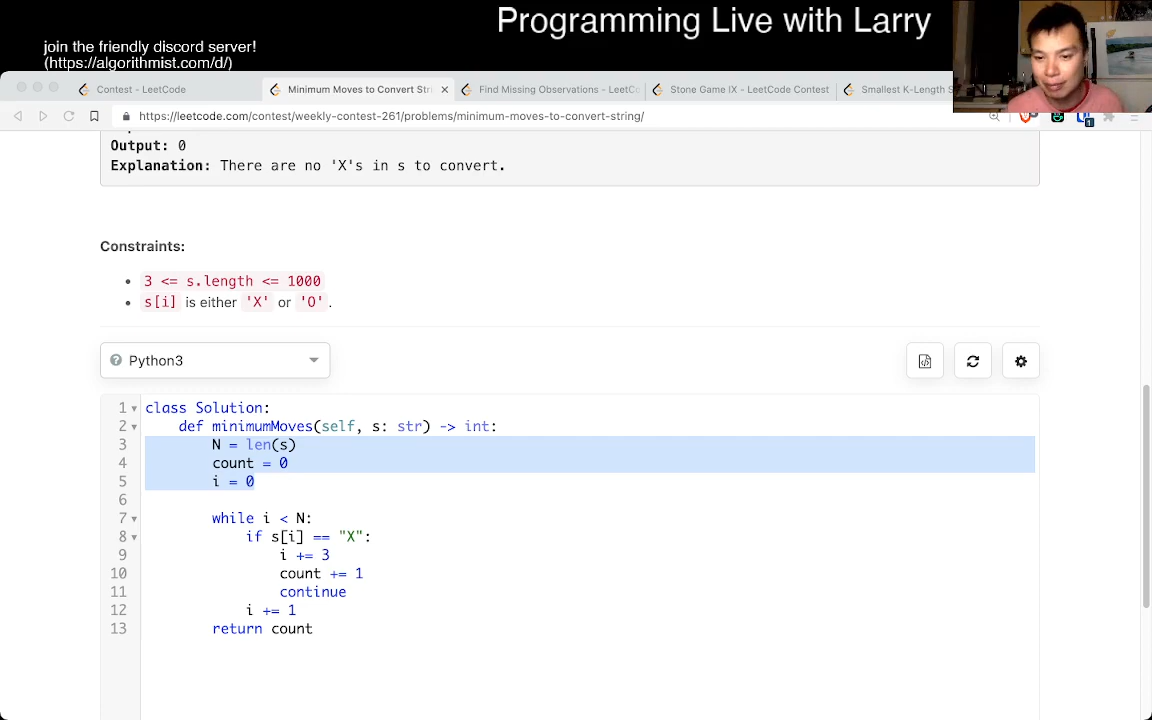 Programming Live with Larry
join the friendly discord server!
(https://algorithmist.com/d/)
Contest - LeetCode
Minimum Moves to Convert Stri
Find Missing Observations - LeetCo
Stone Game IX - LeetCode Contest
Smallest K-Length S
https://leetcode.com/contest/weekly-contest-261/problems/minimum-moves-to-convert-string/
Output: 0
Explanation: There are no 'X's in s to convert.
Constraints:
3 <= s.length <= 1000
s[i] is either 'X' or 'O'.
Python3
1 class Solution:
2 def minimumMoves(self, s: str) -> int:
3 N = len(s)
4 count = 0
5 i = 0
6
7 while i < N:
8 if s[i] == "X":
9 i += 3
10 count += 1
11 continue
12 i += 1
13 return count